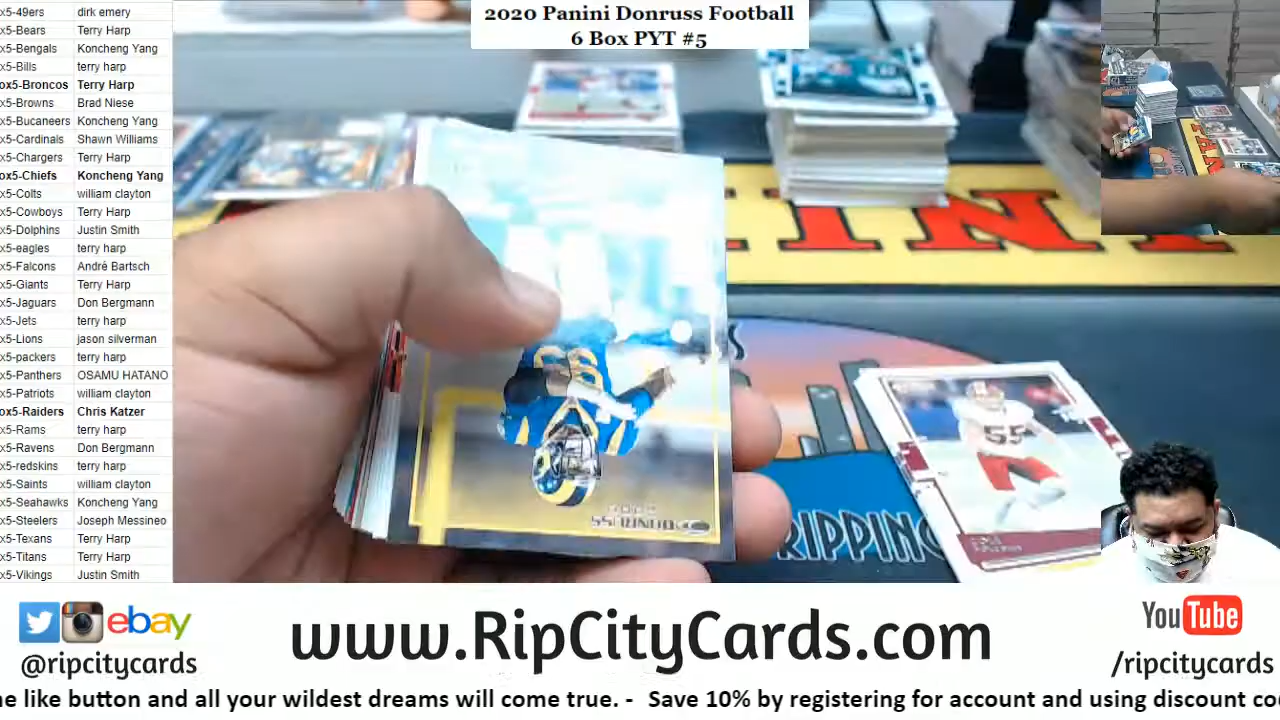 2020 Panini Donruss Football
6 Box PYT #5
x5-49ers dirk emery
x5-Bears Terry Harp
x5-Bengals Koncheng Yang
x5-Bills terry harp
ox5-Broncos Terry Harp
x5-Browns Brad Niese
x5-Bucaneers Koncheng Yang
x5-Cardinals Shawn Williams
x5-Chargers Terry Harp
ox5-Chiefs Koncheng Yang
x5-Colts william clayton
x5-Cowboys Terry Harp
x5-Dolphins Justin Smith
x5-eagles terry harp
x5-Falcons André Bartsch
x5-Giants Terry Harp
x5-Jaguars Don Bergmann
x5-Jets terry harp
x5-Lions jason silverman
x5-packers terry harp
x5-Panthers OSAMU HATANO
x5-Patriots william clayton
ox5-Raiders Chris Katzer
x5-Rams terry harp
x5-Ravens Don Bergmann
x5-redskins terry harp
x5-Saints william clayton
x5-Seahawks Koncheng Yang
x5-Steelers Joseph Messineo
x5-Texans Terry Harp
x5-Titans Terry Harp
x5-Vikings Justin Smith
DONRUSS
55
RIPPING
ebay
@ripcitycards
www.RipCityCards.com
YouTube
/ripcitycards
he like button and all your wildest dreams will come true. - Save 10% by registering for account and using discount co